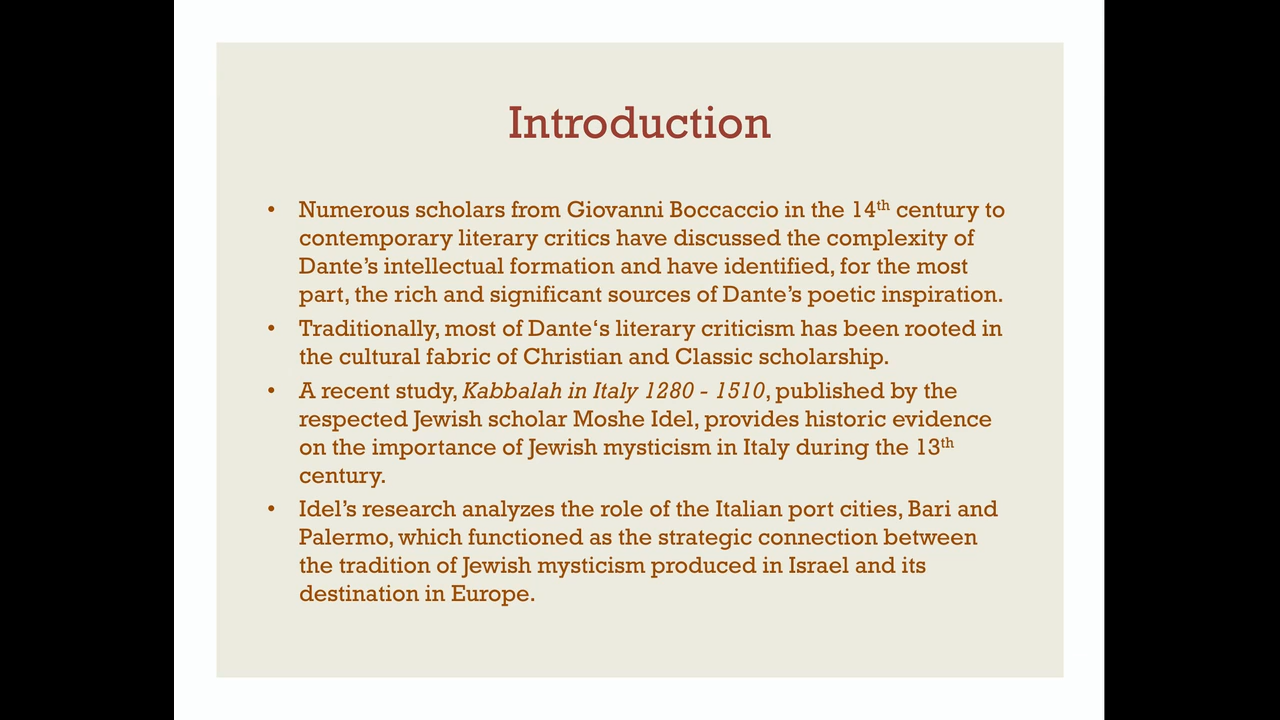 Introduction
• Numerous scholars from Giovanni Boccaccio in the 14th century to
contemporary literary critics have discussed the complexity of
Dante’s intellectual formation and have identified, for the most
part, the rich and significant sources of Dante’s poetic inspiration.
• Traditionally, most of Dante‘s literary criticism has been rooted in
the cultural fabric of Christian and Classic scholarship.
• A recent study, Kabbalah in Italy 1280 - 1510, published by the
respected Jewish scholar Moshe Idel, provides historic evidence
on the importance of Jewish mysticism in Italy during the 13th
century.
• Idel’s research analyzes the role of the Italian port cities, Bari and
Palermo, which functioned as the strategic connection between
the tradition of Jewish mysticism produced in Israel and its
destination in Europe.